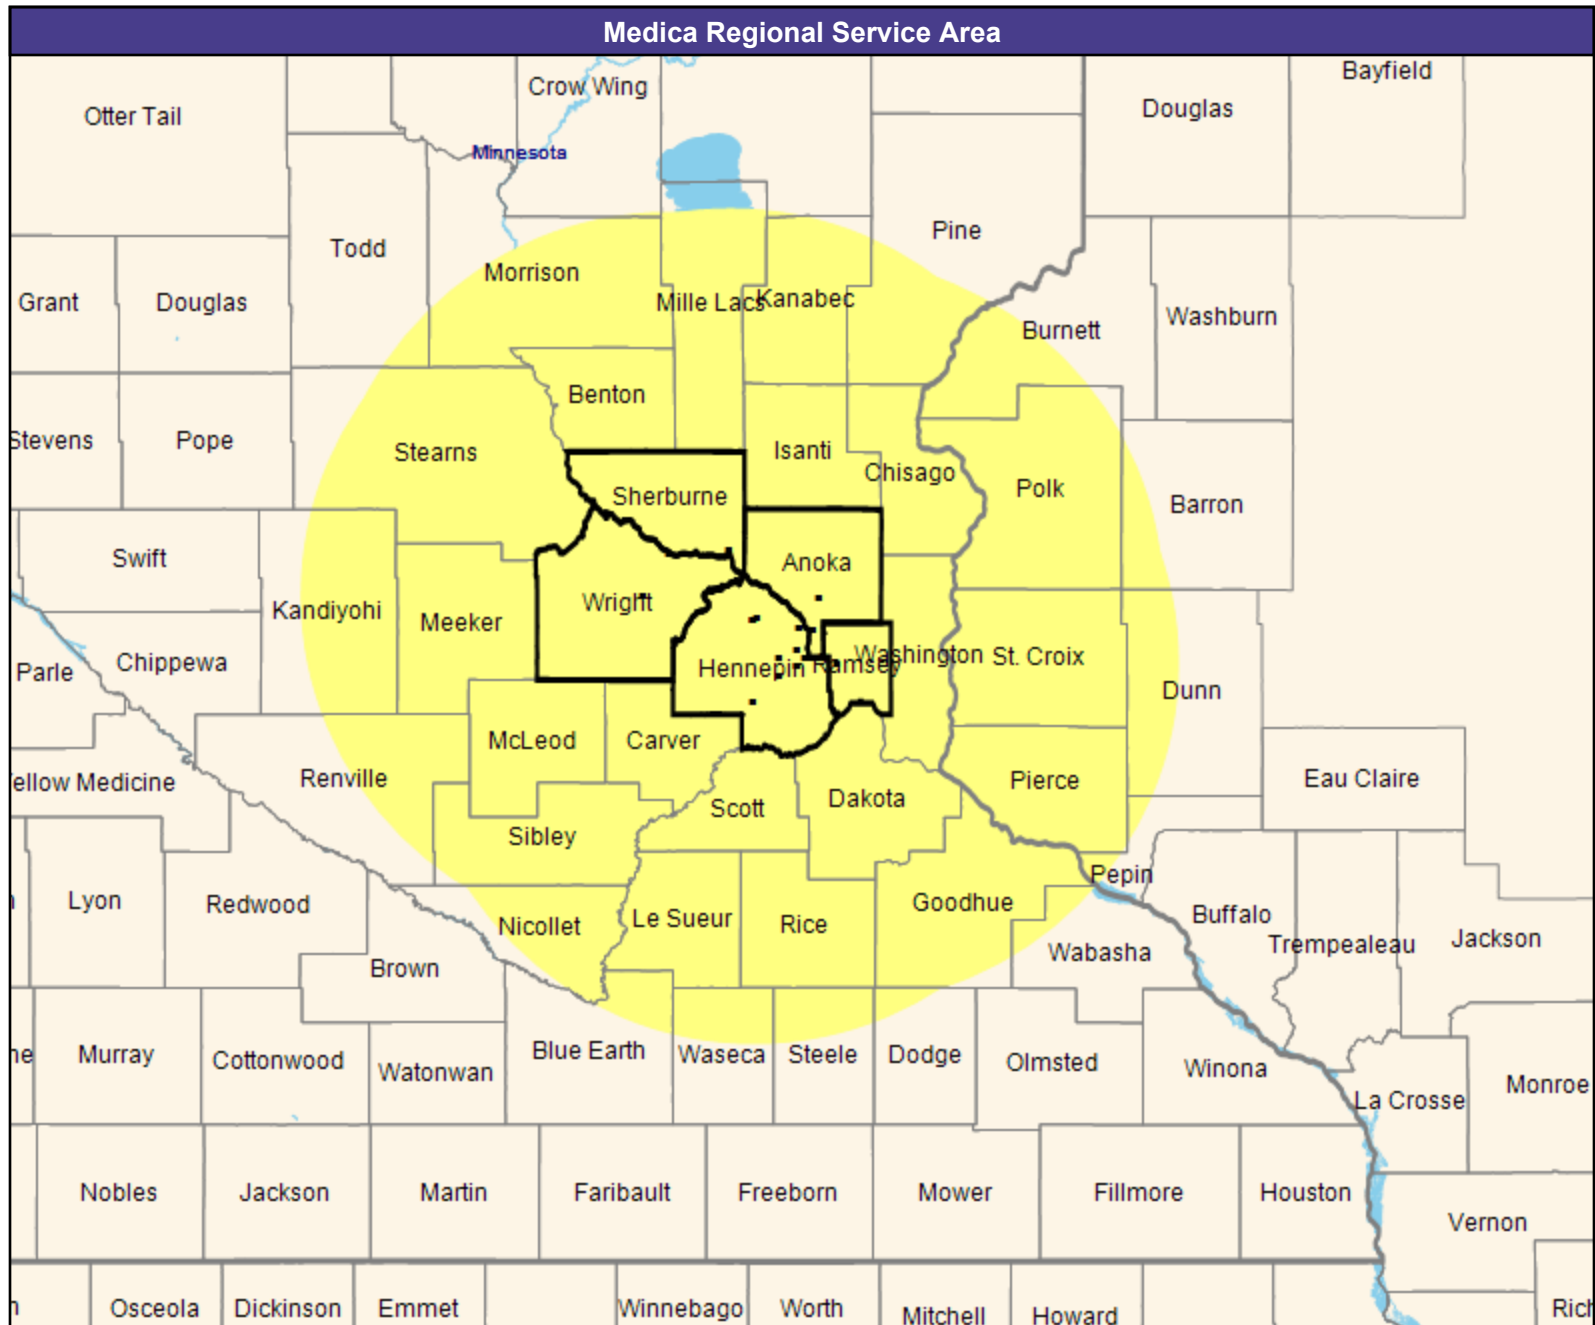 Medica Regional Service Area
Bayfield
Crow Wing
Douglas
Otter Tail
Minnesota
Pine
Todd
Morrison
Grant
Douglas
Mille Lacs
Kanabec
Washburn
Burnett
Benton
Stevens
Pope
Stearns
Isanti
Chisago
Polk
Sherburne
Barron
Swift
Anoka
Wright
Kandiyohi
Meeker
Washington
St. Croix
Chippewa
Hennepin
Ramsey
Parle
Dunn
McLeod
Carver
Renville
Eau Claire
Pierce
ellow Medicine
Dakota
Scott
Sibley
Pepin
Lyon
Redwood
Goodhue
Buffalo
Le Sueur
Rice
Nicollet
Jackson
Trempealeau
Wabasha
Brown
Blue Earth
ne
Murray
Waseca
Steele
Dodge
Cottonwood
Olmsted
Winona
Watonwan
Monroe
La Crosse
Nobles
Jackson
Martin
Faribault
Freeborn
Mower
Fillmore
Houston
Vernon
Osceola
Dickinson
Emmet
Winnebago
Worth
Mitchell
Howard
Rich